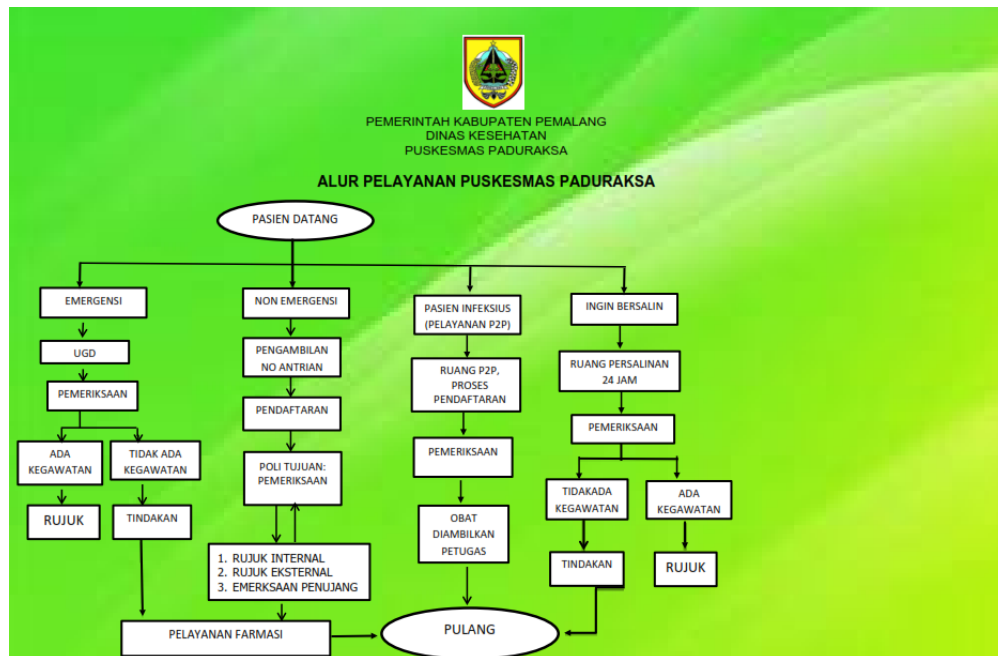 PEMERINTAH KABUPATEN PEMALANG
DINAS KESEHATAN
PUSKESMAS PADURAKSA
ALUR PELAYANAN PUSKESMAS PADURAKSA
PASIEN DATANG
EMERGENSI
UGD
PEMERIKSAAN
ADA
KEGAWATAN
RUJUK
TIDAK ADA
KEGAWATAN
TINDAKAN
NON EMERGENSI
PENGAMBILAN
NO ANTRIAN
PENDAFTARAN
POLI TUJUAN:
PEMERIKSAAN
1. RUJUK INTERNAL
2. RUJUK EKSTERNAL
3. EMERKSAAN PENUJANG
PELAYANAN FARMASI
PASIEN INFEKSIUS
(PELAYANAN P2P)
RUANG P2P,
PROSES
PENDAFTARAN
PEMERIKSAAN
OBAT
DIAMBILKAN
PETUGAS
PULANG
INGIN BERSALIN
RUANG PERSALINAN
24 JAM
PEMERIKSAAN
TIDAKADA
KEGAWATAN
TINDAKAN
ADA
KEGAWATAN
RUJUK